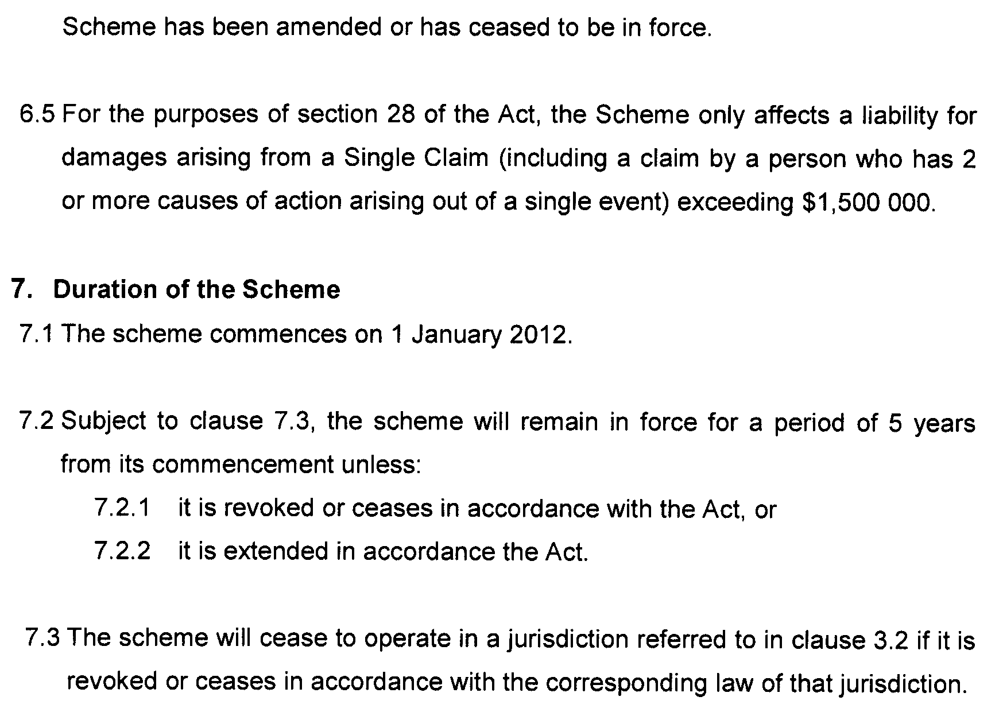 Scheme has been amended or has ceased to be in force.
6.5 For the purposes of section 28 of the Act, the Scheme only affects a liability for
damages arising from a Single Claim (including a claim by a person who has 2
or more causes of action arising out of a single event) exceeding $1,500 000.
7. Duration of the Scheme
7.1 The scheme commences on 1 January 2012.
7.2 Subject to clause 7.3, the scheme will remain in force for a period of 5 years
from its commencement unless:
7.2.1 it is revoked or ceases in accordance with the Act, or
7.2.2 it is extended in accordance the Act.
7.3 The scheme will cease to operate in a jurisdiction referred to in clause 3.2 if it is
revoked or ceases in accordance with the corresponding law of that jurisdiction.